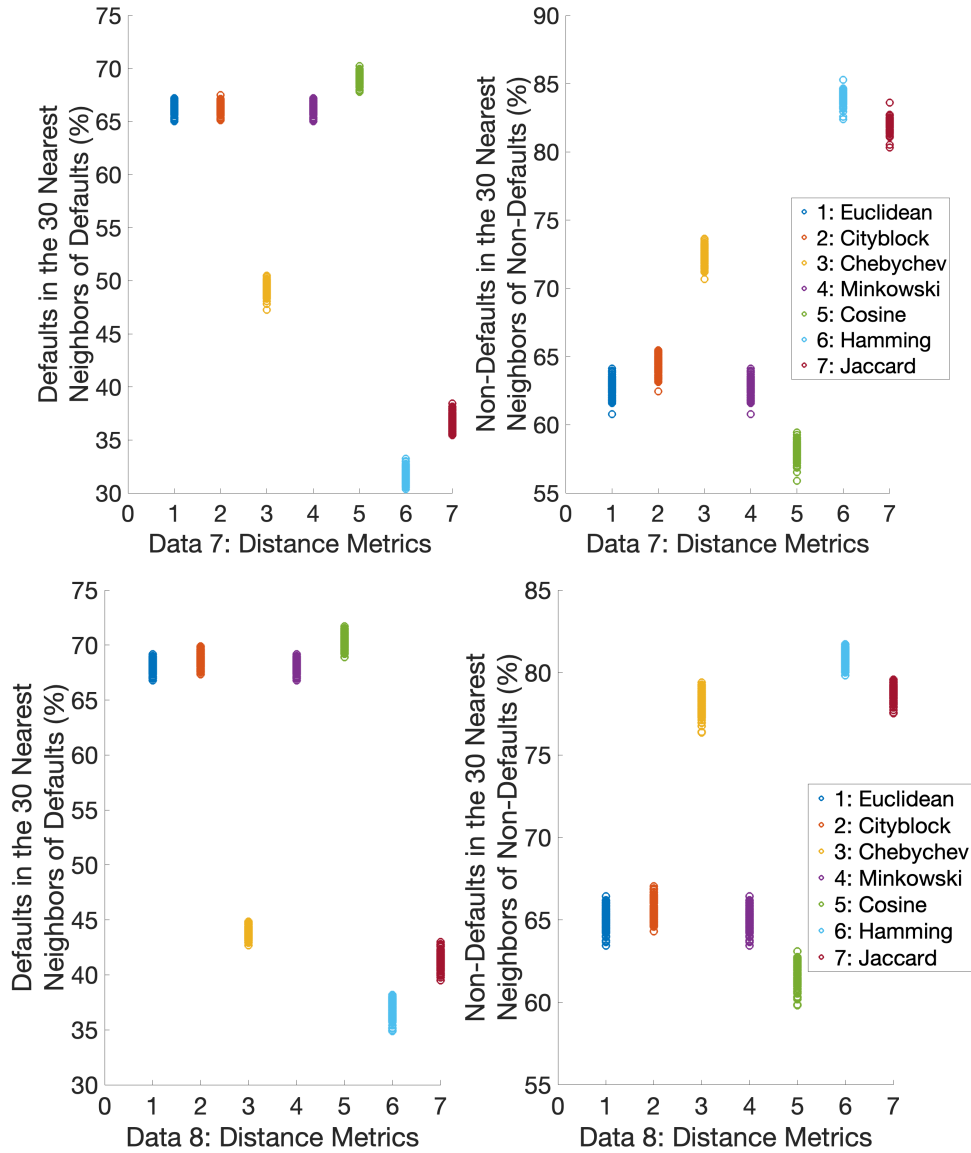 Defaults in the 30 Nearest
Neighbors of Defaults (%)
75
70
65
60
55
50
45
40
35
30
0 1 2 3 4 5 6 7
Data 7: Distance Metrics
Non-Defaults in the 30 Nearest
Neighbors of Non-Defaults (%)
90
85
80
75
70
65
60
55
0 1 2 3 4 5 6 7
Data 7: Distance Metrics
1: Euclidean
2: Cityblock
3: Chebychev
4: Minkowski
5: Cosine
6: Hamming
7: Jaccard
Defaults in the 30 Nearest
Neighbors of Defaults (%)
75
70
65
60
55
50
45
40
35
30
0 1 2 3 4 5 6 7
Data 8: Distance Metrics
Non-Defaults in the 30 Nearest
Neighbors of Non-Defaults (%)
85
80
75
70
65
60
55
0 1 2 3 4 5 6 7
Data 8: Distance Metrics
1: Euclidean
2: Cityblock
3: Chebychev
4: Minkowski
5: Cosine
6: Hamming
7: Jaccard